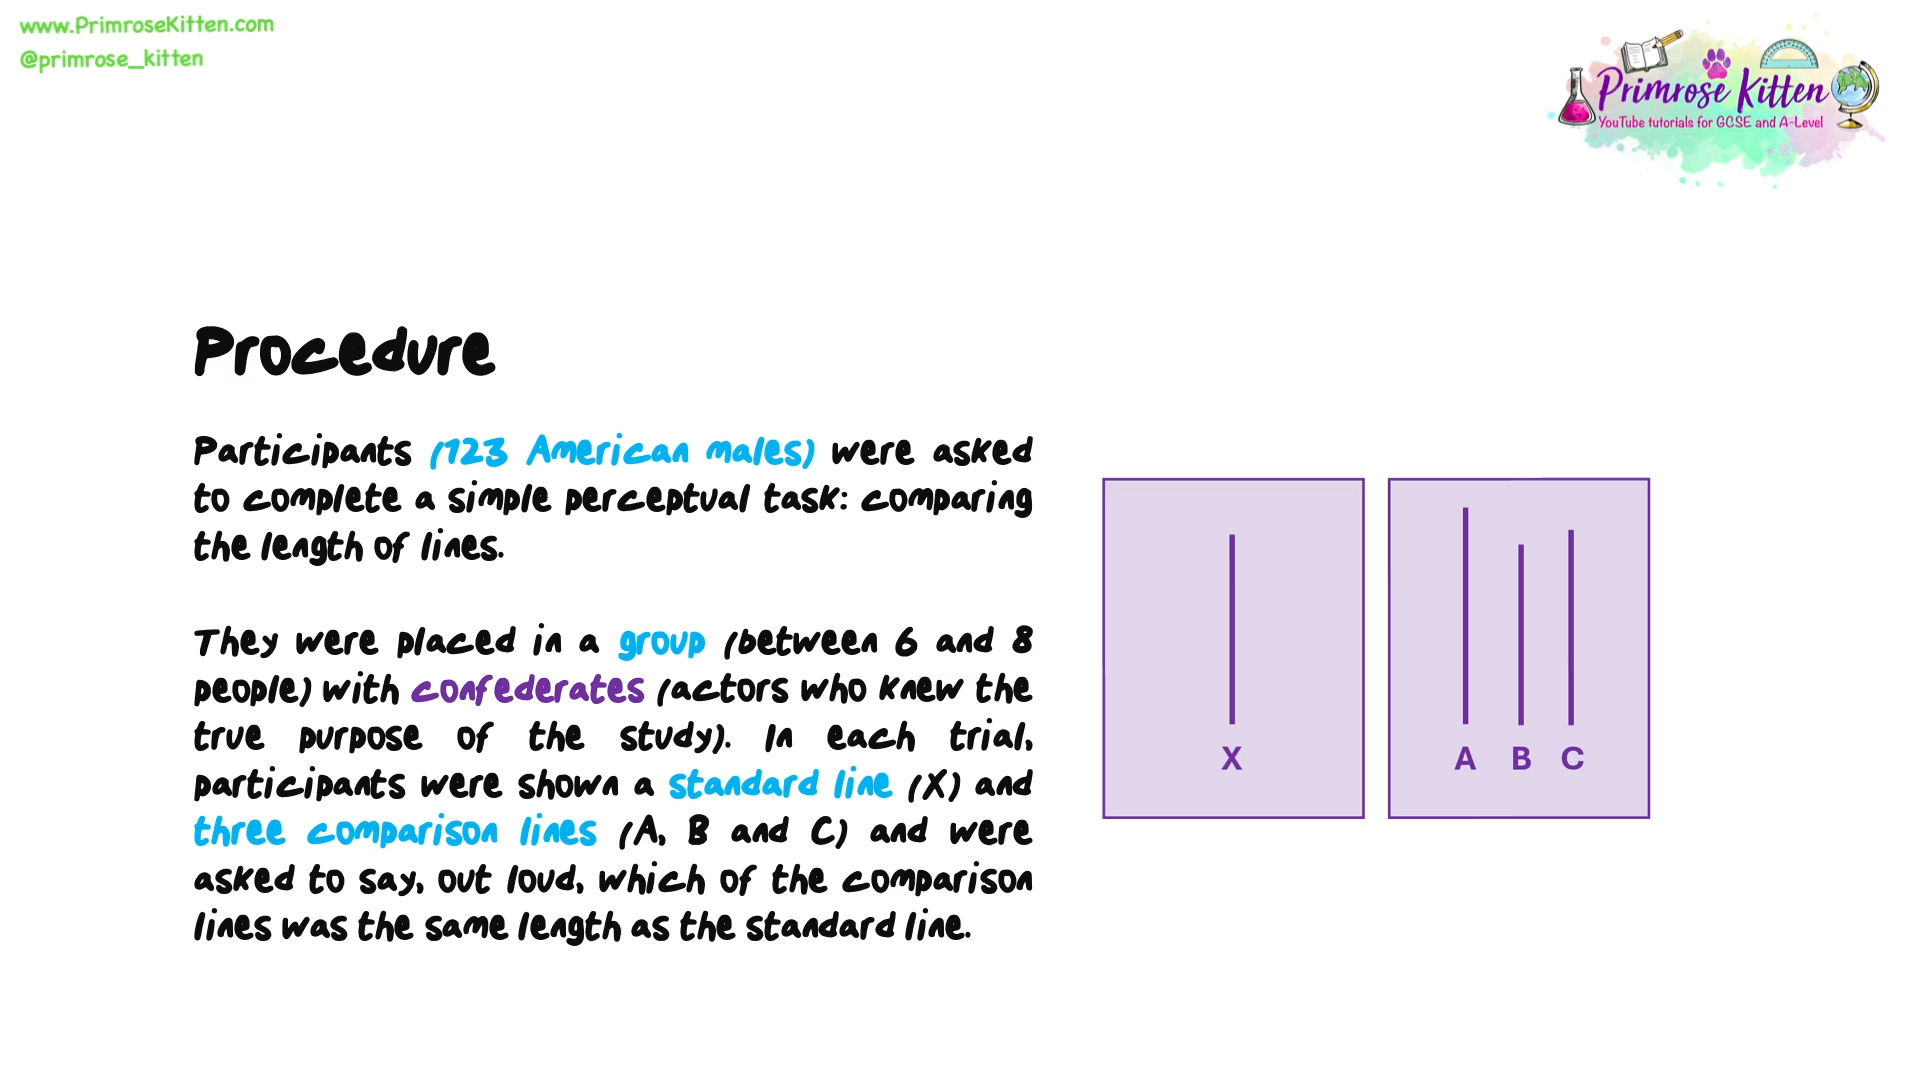 www.PrimroseKitten.com
@primrose_kitten
Primrose Kitten
YouTube tutorials for GCSE and A-Level
Procedure
Participants (123 American males) were asked
to complete a simple perceptual task: comparing
the length of lines.
They were placed in a group (between 6 and 8
people) with confederates (actors who knew the
true purpose of the study). In each trial,
participants were shown a standard line (X) and
three comparison lines (A, B and C) and were
asked to say, out loud, which of the comparison
lines was the same length as the standard line.
X
A B C